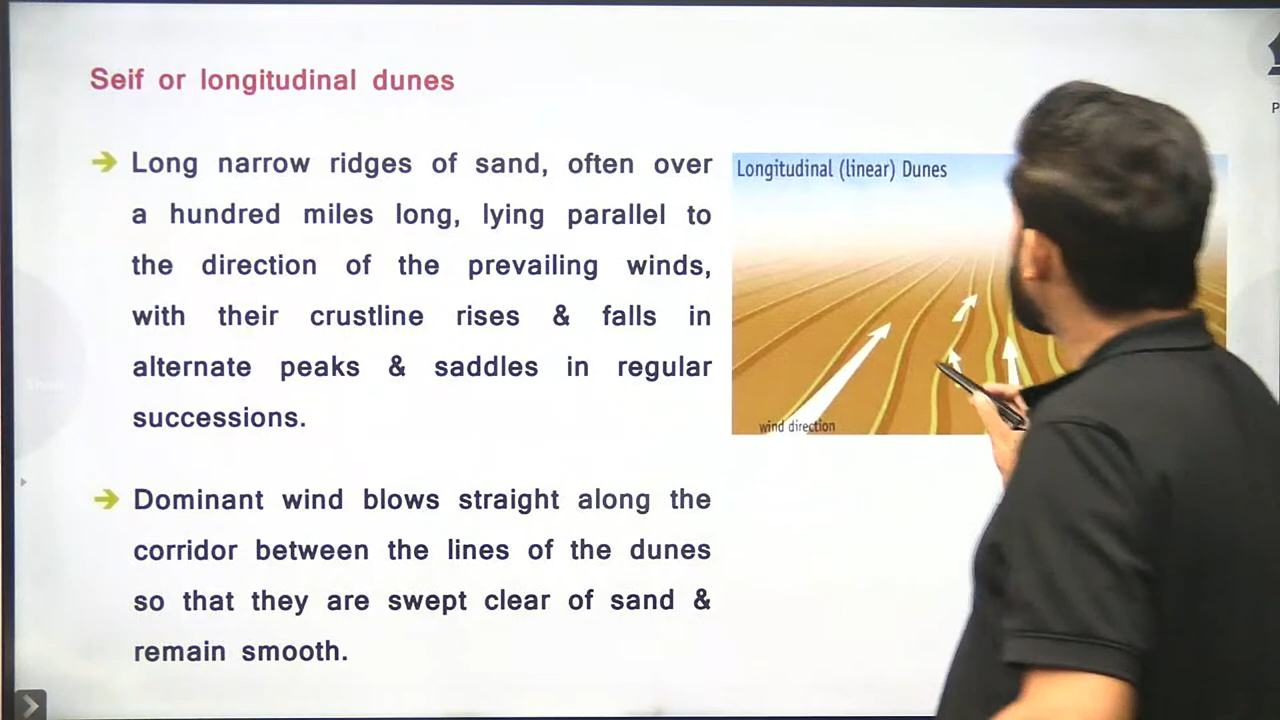 Seif or longitudinal dunes
Long narrow ridges of sand, often over
a hundred miles long, lying parallel to
the direction of the prevailing winds,
with their crustline rises & falls in
alternate peaks & saddles in regular
successions.
Longitudinal (linear) Dunes
wind direction
Dominant wind blows straight along the
corridor between the lines of the dunes
so that they are swept clear of sand &
remain smooth.